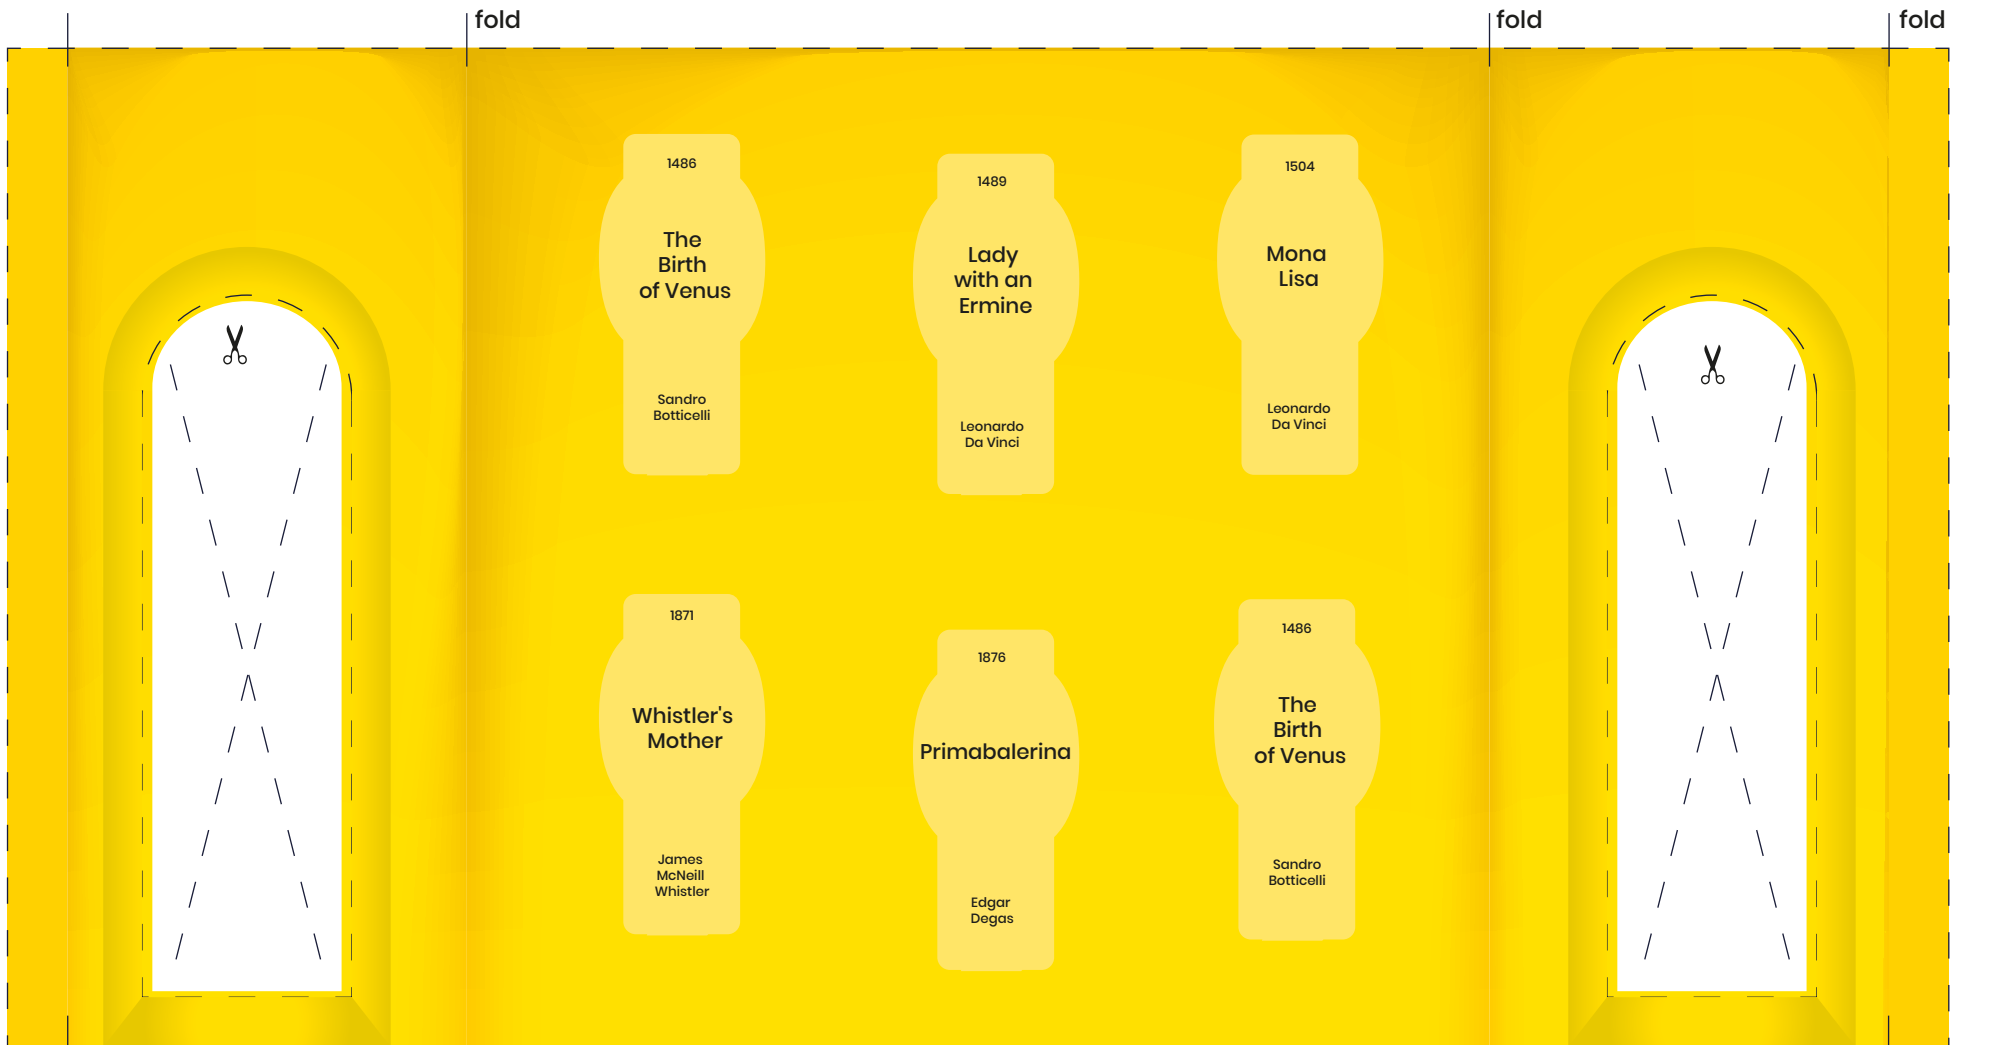 fold
fold
fold
1486
The
Birth
of Venus
Sandro
Botticelli
1489
Lady
with an
Ermine
Leonardo
Da Vinci
1504
Mona
Lisa
Leonardo
Da Vinci
1871
Whistler's
Mother
James
McNeill
Whistler
1876
Primabalerina
Edgar
Degas
1486
The
Birth
of Venus
Sandro
Botticelli